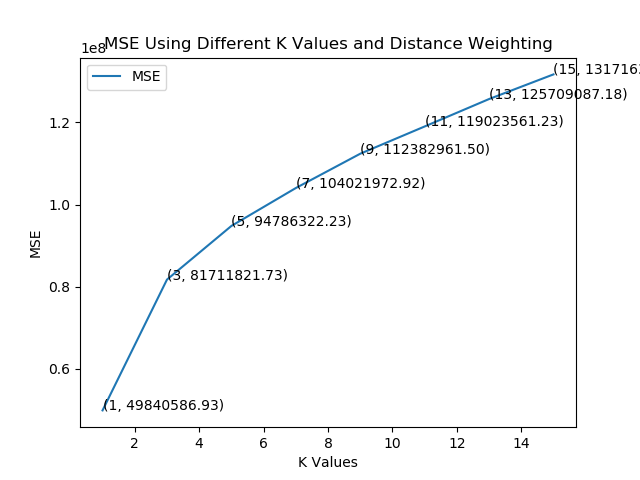 MSE Using Different K Values and Distance Weighting
1e8
MSE
(15, 131716
(13, 125709087.18)
(11, 119023561.23)
(9, 112382961.50)
(7, 104021972.92)
(5, 94786322.23)
(3, 81711821.73)
(1, 49840586.93)
1.2
1.0
0.8
0.6
MSE
2 4 6 8 10 12 14
K Values